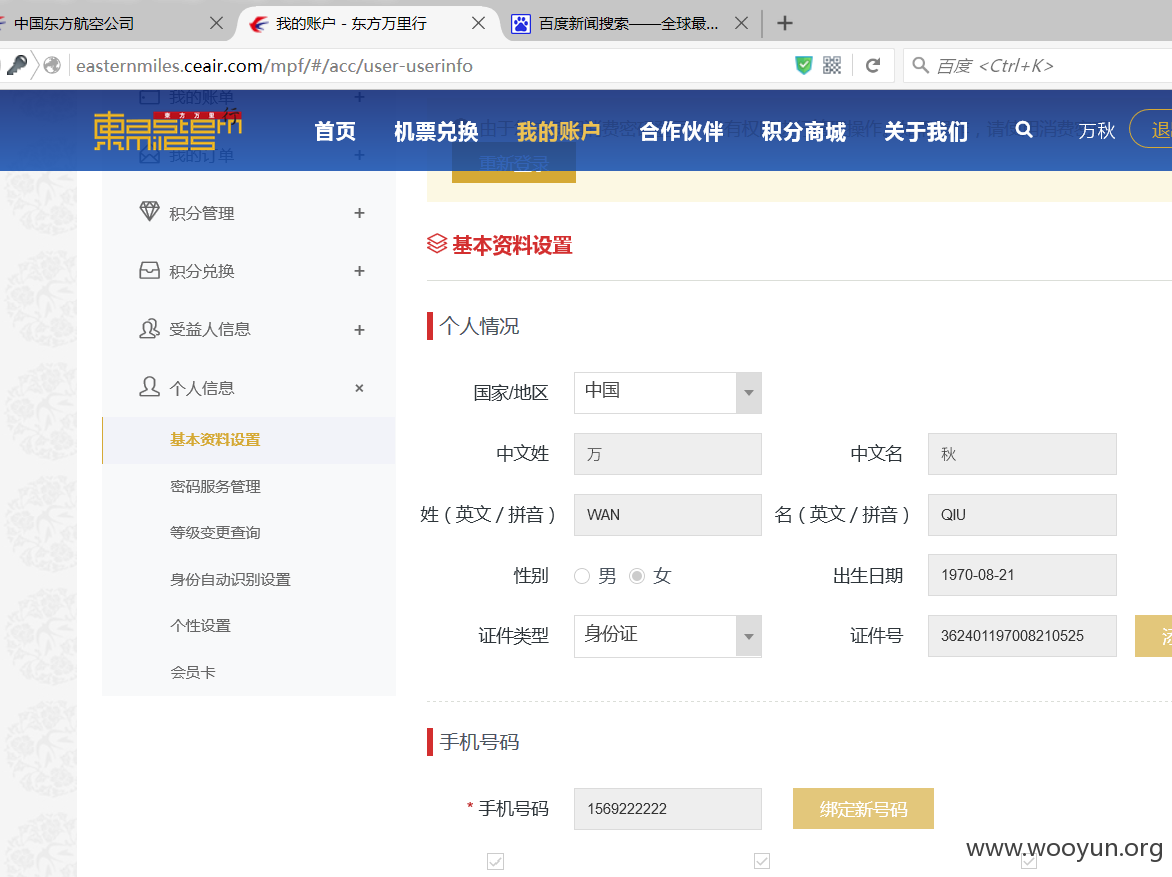 中国东方航空公司
我的账户 - 东方万里行
百度新闻搜索——全球最...
easternmiles.ceair.com/mpf/#/acc/user-userinfo
百度 <Ctrl+K>
我的账单 +
東方万里行
eastern miles
首页 机票兑换 我的账户 合作伙伴 积分商城 关于我们 万秋 退
我的订单 +
重新登录
积分管理 +
积分兑换 +
受益人信息 +
个人信息 ×
基本资料设置
密码服务管理
等级变更查询
身份自动识别设置
个性设置
会员卡
基本资料设置
个人情况
国家/地区 中国
中文姓 万 中文名 秋
姓 ( 英文 / 拼音 ) WAN 名 ( 英文 / 拼音 ) QIU
性别 男 女 出生日期 1970-08-21
证件类型 身份证 证件号 362401197008210525
手机号码
* 手机号码 1569222222 绑定新号码
www.wooyun.org